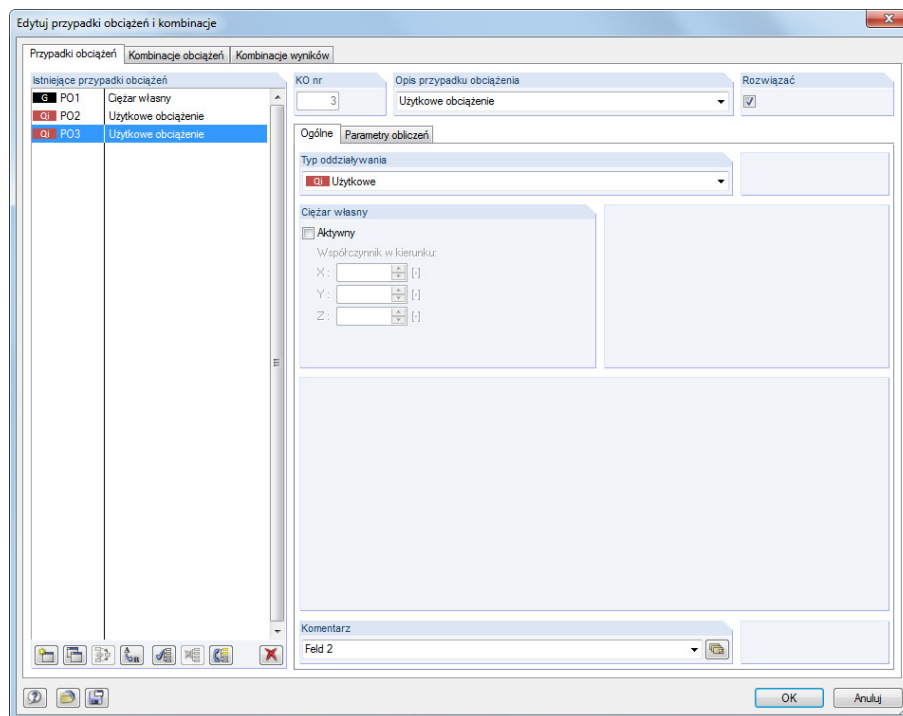 Edytuj przypadki obciążeń i kombinacje
Przypadki obciążeń Kombinacje obciążeń Kombinacje wyników
Istniejące przypadki obciążeń
G PO1 Ciężar własny
Qi PO2 Użytkowe obciążenie
Qi PO3 Użytkowe obciążenie
KO nr
3
Opis przypadku obciążenia
Użytkowe obciążenie
Rozwiązać
Ogólne Parametry obliczeń
Typ oddziaływania
Qi Użytkowe
Ciężar własny
Aktywny
Współczynnik w kierunku:
X: [-]
Y: [-]
Z: [-]
Komentarz
Feld 2
OK Anuluj